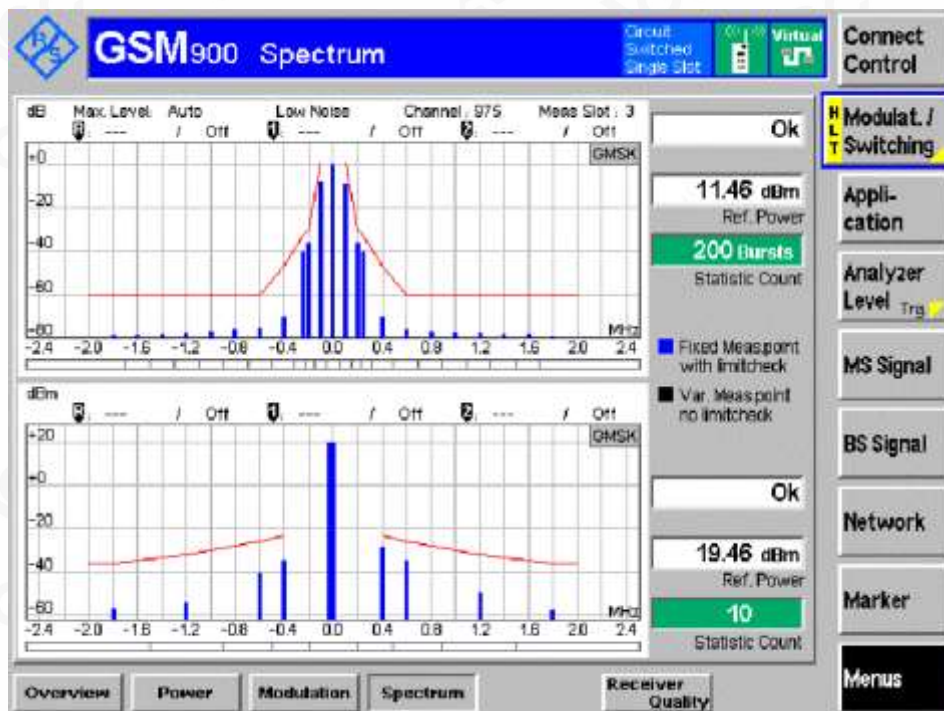 R S
GSM900 Spectrum
Circuit Switched Single Slot
Virtual
Connect Control
dB Max. Level: Auto Low Noise Channel: 975 Meas Slot: 3
R: --- / Off 1: --- / Off 2: --- / Off
GMSK
+0
-20
-40
-60
-80
MHz
-2.4 -2.0 -1.6 -1.2 -0.8 -0.4 0.0 0.4 0.8 1.2 1.6 2.0 2.4
Ok
11.46 dBm
Ref. Power
200 Bursts
Statistic Count
Fixed Meas.point
with limitcheck
Var. Meas.point
no limitcheck
dBm
R: --- / Off 1: --- / Off 2: --- / Off
GMSK
+20
+0
-20
-40
-60
MHz
-2.4 -2.0 -1.6 -1.2 -0.8 -0.4 0.0 0.4 0.8 1.2 1.6 2.0 2.4
Ok
19.46 dBm
Ref. Power
10
Statistic Count
HLT
Modulat. /
Switching
Appli-
cation
Analyzer
Level Trg
MS Signal
BS Signal
Network
Marker
Menus
Overview Power Modulation Spectrum Receiver Quality